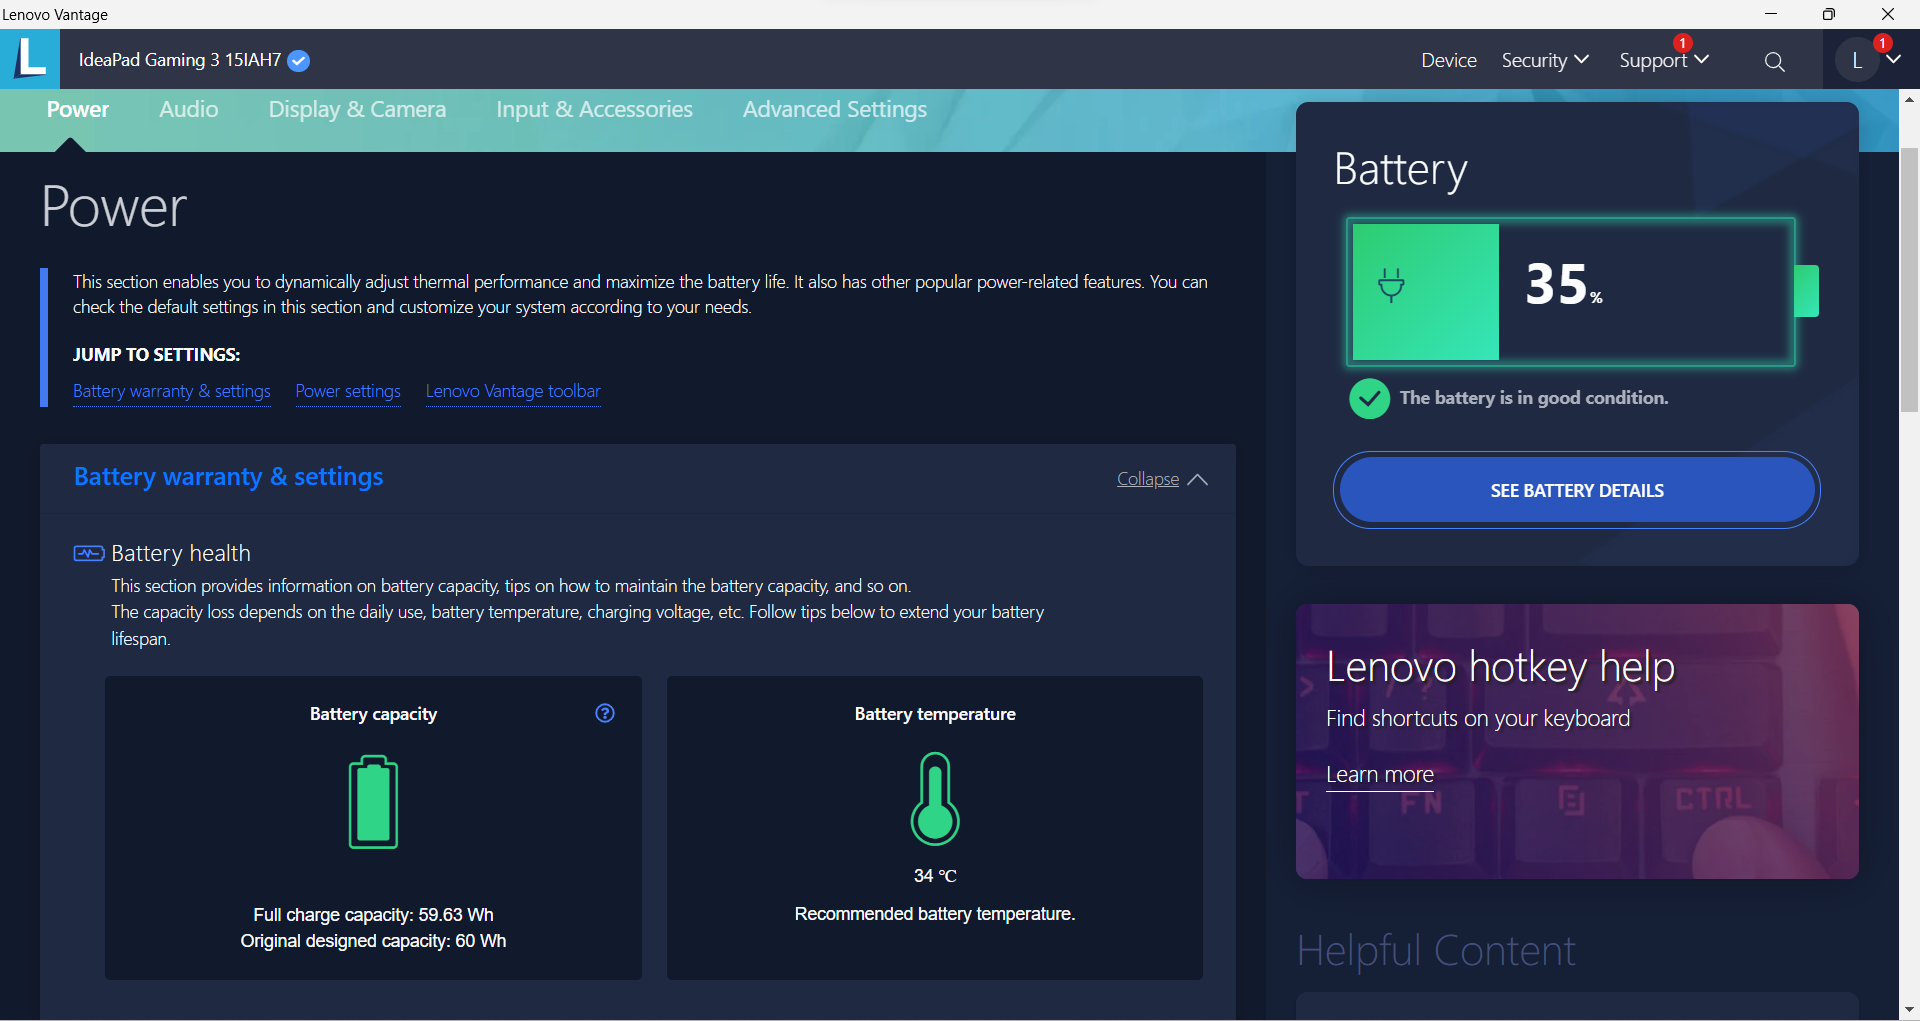 Lenovo Vantage
L
IdeaPad Gaming 3 15IAH7
Device
Security
Support
1
L
1
Power
Audio
Display & Camera
Input & Accessories
Advanced Settings
Power
This section enables you to dynamically adjust thermal performance and maximize the battery life. It also has other popular power-related features. You can
check the default settings in this section and customize your system according to your needs.
JUMP TO SETTINGS:
Battery warranty & settings
Power settings
Lenovo Vantage toolbar
Battery warranty & settings
Collapse
Battery health
This section provides information on battery capacity, tips on how to maintain the battery capacity, and so on.
The capacity loss depends on the daily use, battery temperature, charging voltage, etc. Follow tips below to extend your battery
lifespan.
Battery capacity
?
Full charge capacity: 59.63 Wh
Original designed capacity: 60 Wh
Battery temperature
34 °C
Recommended battery temperature.
Battery
35%
The battery is in good condition.
SEE BATTERY DETAILS
Lenovo hotkey help
Find shortcuts on your keyboard
Learn more
FN
CTRL
Helpful Content